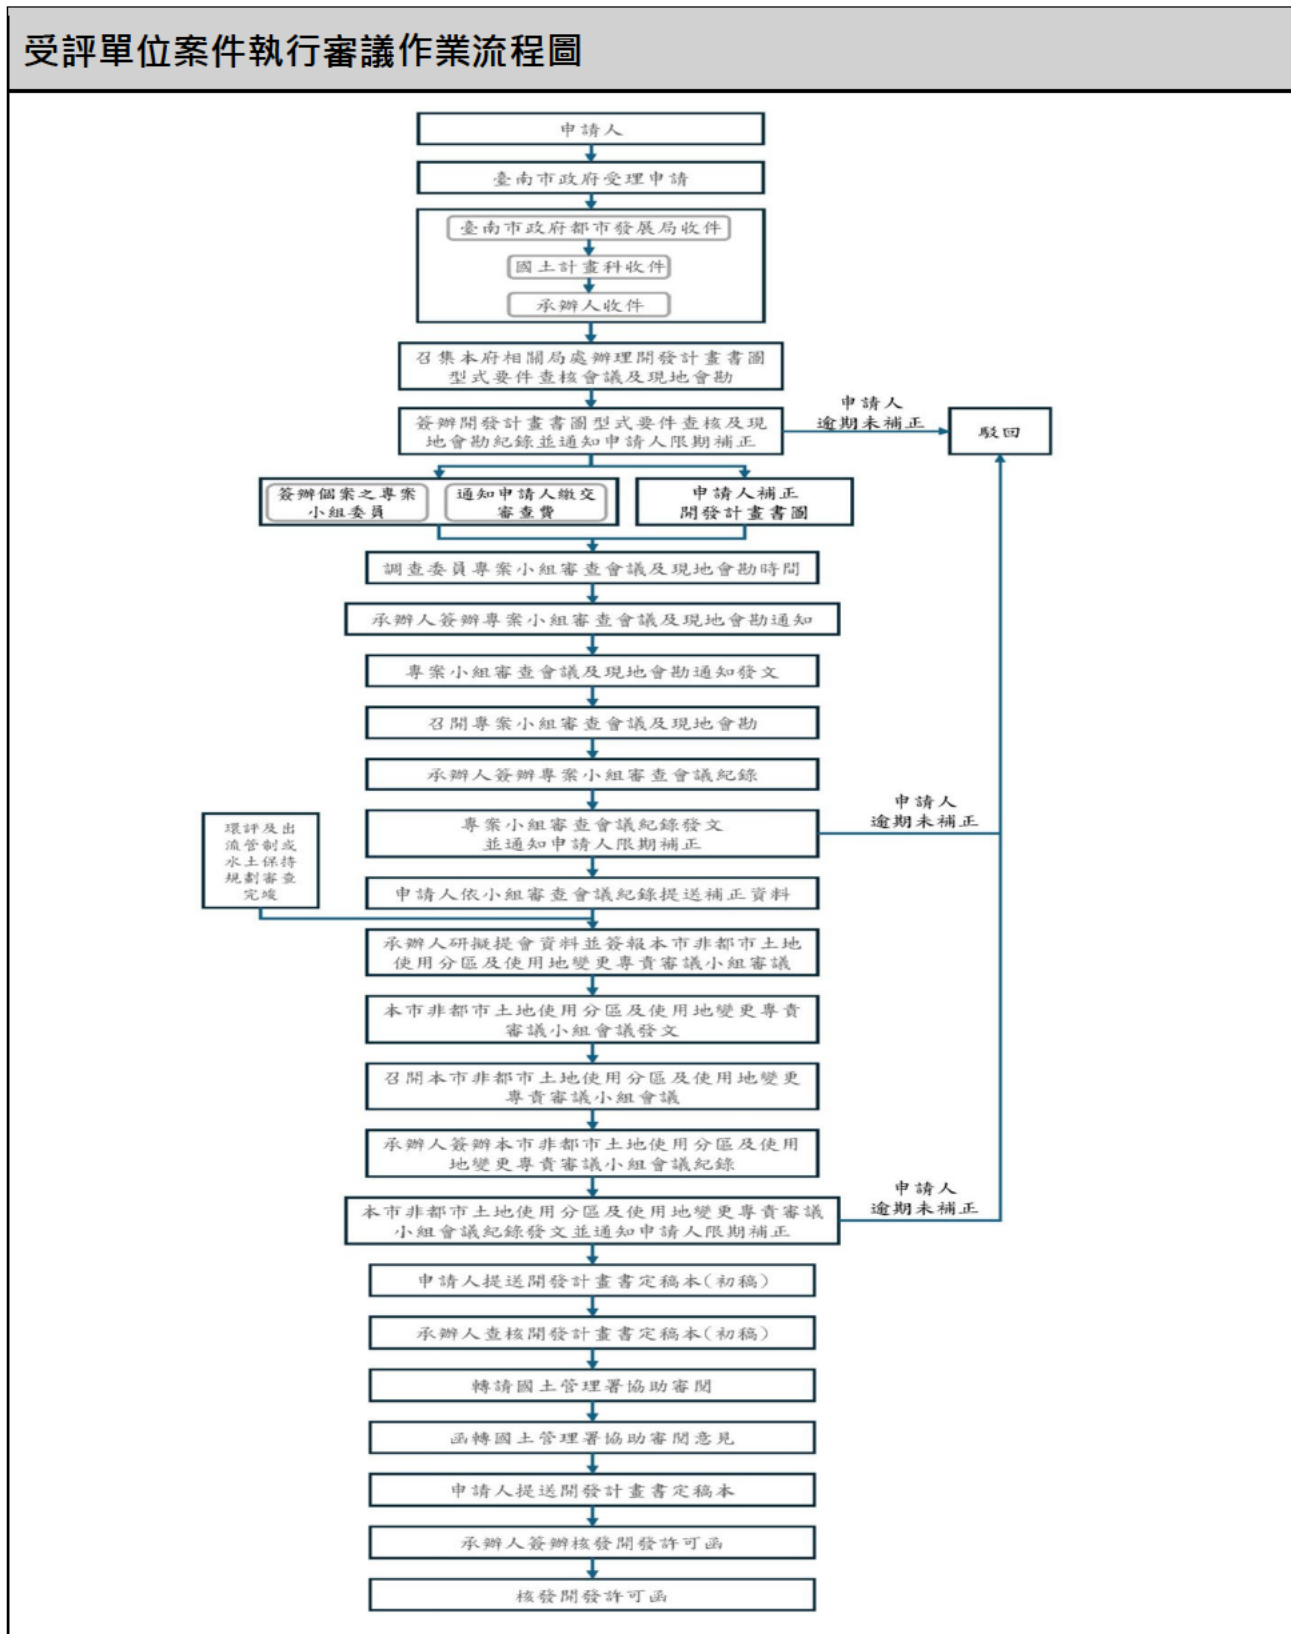 受評單位案件執行審議作業流程圖
申請人
臺南市政府受理申請
臺南市政府都市發展局收件
國土計畫科收件
承辦人收件
召集本府相關局處辦理開發計畫書圖
型式要件查核會議及現地會勘
簽辦開發計畫書圖型式要件查核及現
地會勘紀錄並通知申請人限期補正
申請人
逾期未補正
駁回
簽辦個案之專案
小組委員
通知申請人繳交
審查費
申請人補正
開發計畫書圖
調查委員專案小組審查會議及現地會勘時間
承辦人簽辦專案小組審查會議及現地會勘通知
專案小組審查會議及現地會勘通知發文
召開專案小組審查會議及現地會勘
承辦人簽辦專案小組審查會議紀錄
專案小組審查會議紀錄發文
並通知申請人限期補正
申請人
逾期未補正
環評及出
流管制或
水土保持
規劃審查
完竣
申請人依小組審查會議紀錄提送補正資料
承辦人研擬提會資料並簽報本市非都市土地
使用分區及使用地變更專責審議小組審議
本市非都市土地使用分區及使用地變更專責
審議小組會議發文
召開本市非都市土地使用分區及使用地變更
專責審議小組會議
承辦人簽辦本市非都市土地使用分區及使用
地變更專責審議小組會議紀錄
本市非都市土地使用分區及使用地變更專責審議
小組會議紀錄發文並通知申請人限期補正
申請人
逾期未補正
申請人提送開發計畫書定稿本(初稿)
承辦人查核開發計畫書定稿本(初稿)
轉請國土管理署協助審閱
函轉國土管理署協助審閱意見
申請人提送開發計畫書定稿本
承辦人簽辦核發開發許可函
核發開發許可函